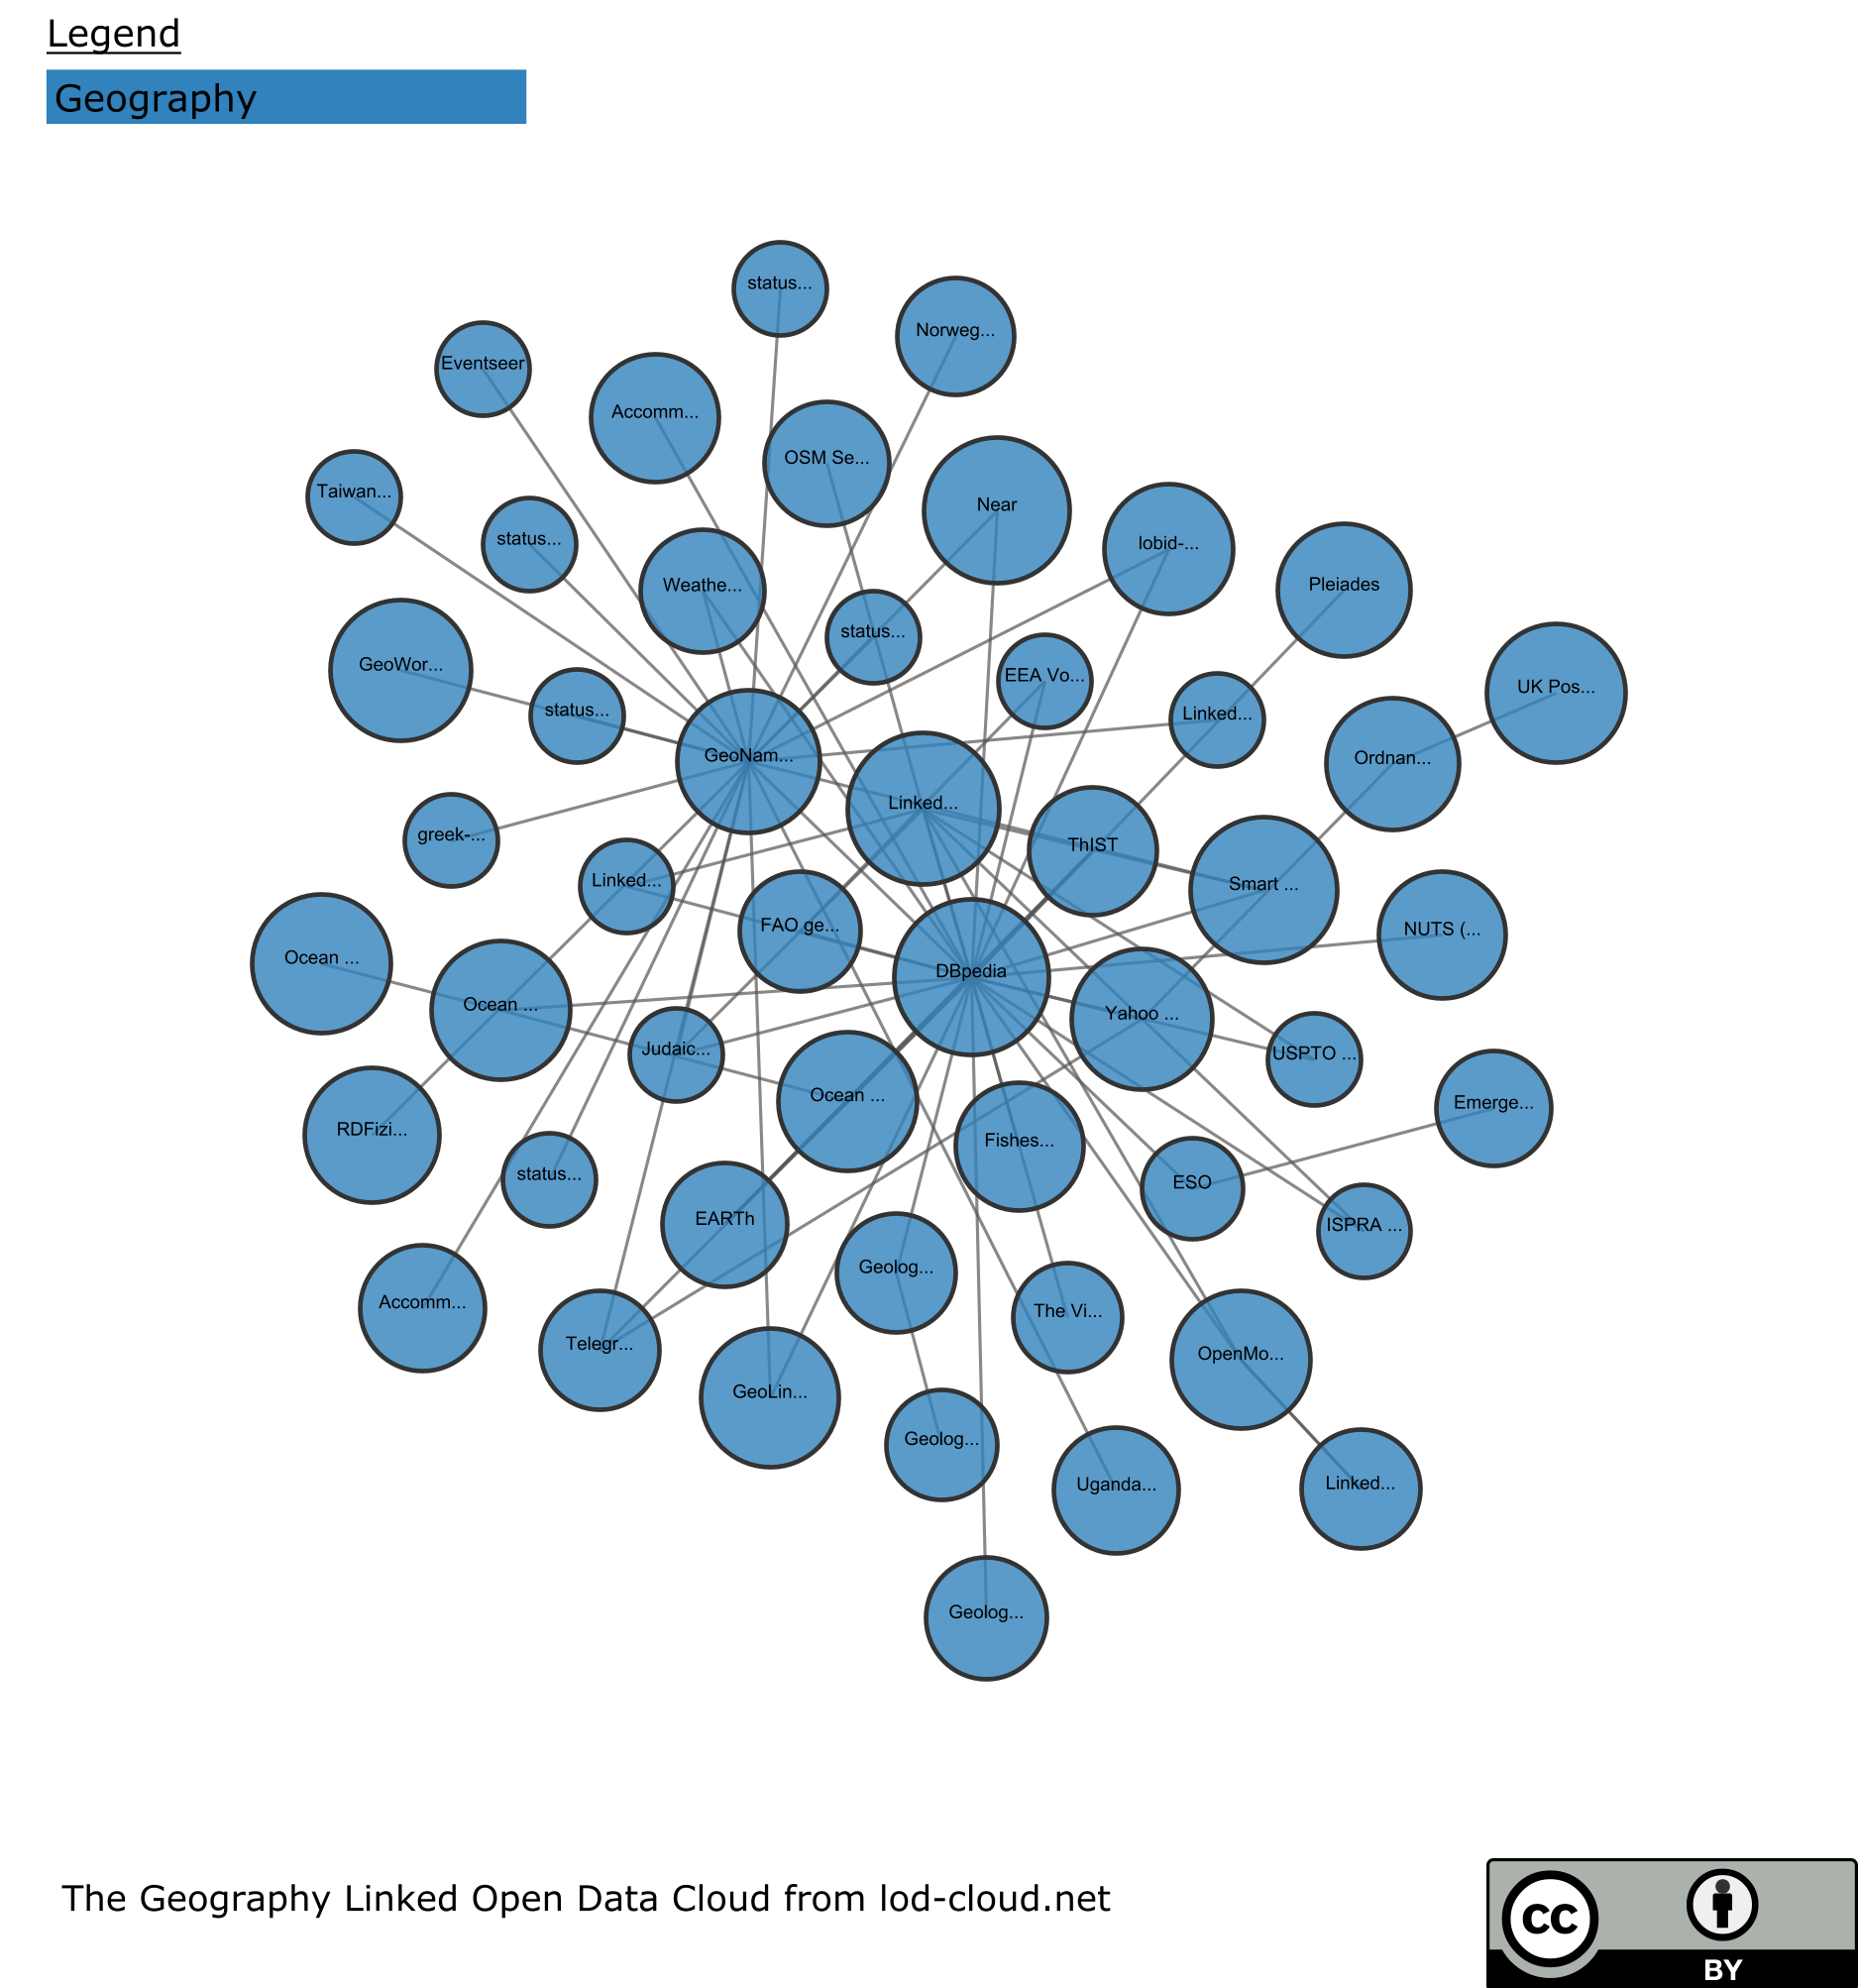 Legend
Geography
status...
Norweg...
Eventseer
Accomm...
OSM Se...
Taiwan...
Near
status...
lobid-...
Weathe...
Pleiades
status...
GeoWor...
EEA Vo...
UK Pos...
status...
Linked...
GeoNam...
Ordnan...
Linked...
greek-...
ThIST
Linked...
Smart ...
FAO ge...
NUTS (...
Ocean ...
DBpedia
Ocean ...
Yahoo ...
Judaic...
USPTO ...
Ocean ...
Emerge...
RDFizi...
Fishes...
status...
ESO
EARTh
ISPRA ...
Geolog...
Accomm...
The Vi...
Telegr...
OpenMo...
GeoLin...
Geolog...
Uganda...
Linked...
Geolog...
The Geography Linked Open Data Cloud from lod-cloud.net
cc
BY